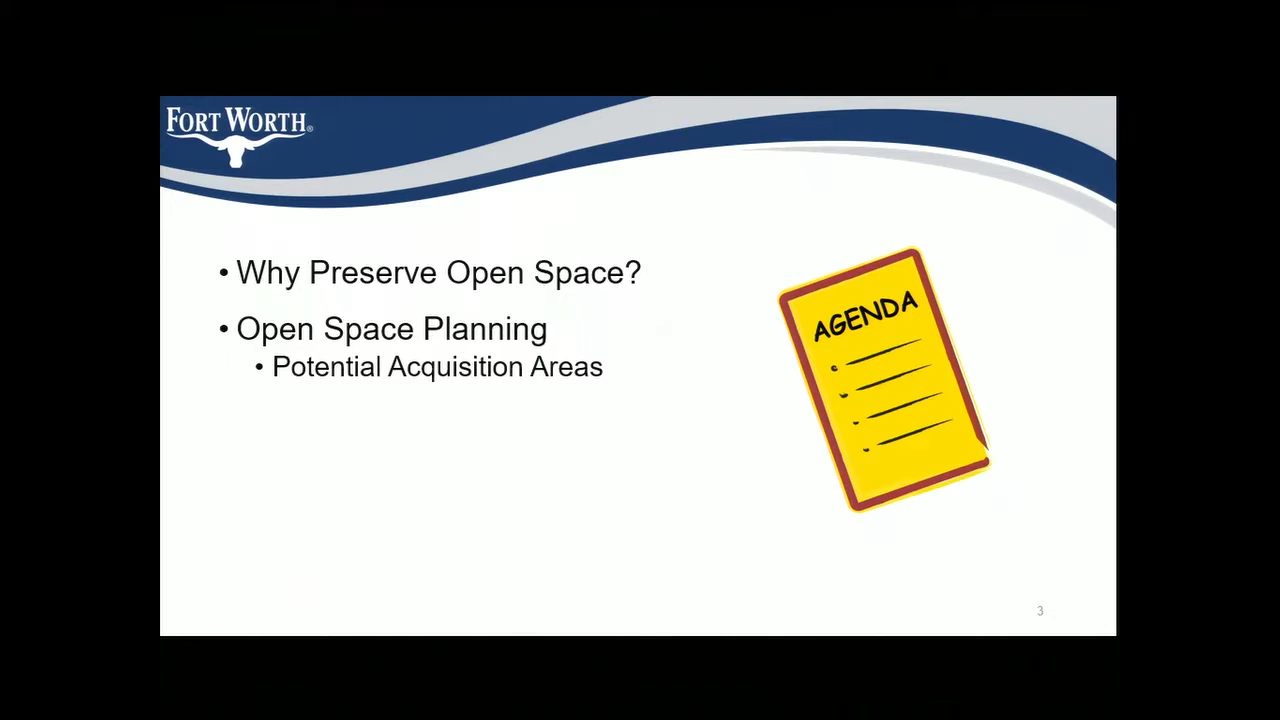 FORT WORTH®
• Why Preserve Open Space?
• Open Space Planning
• Potential Acquisition Areas
AGENDA
3